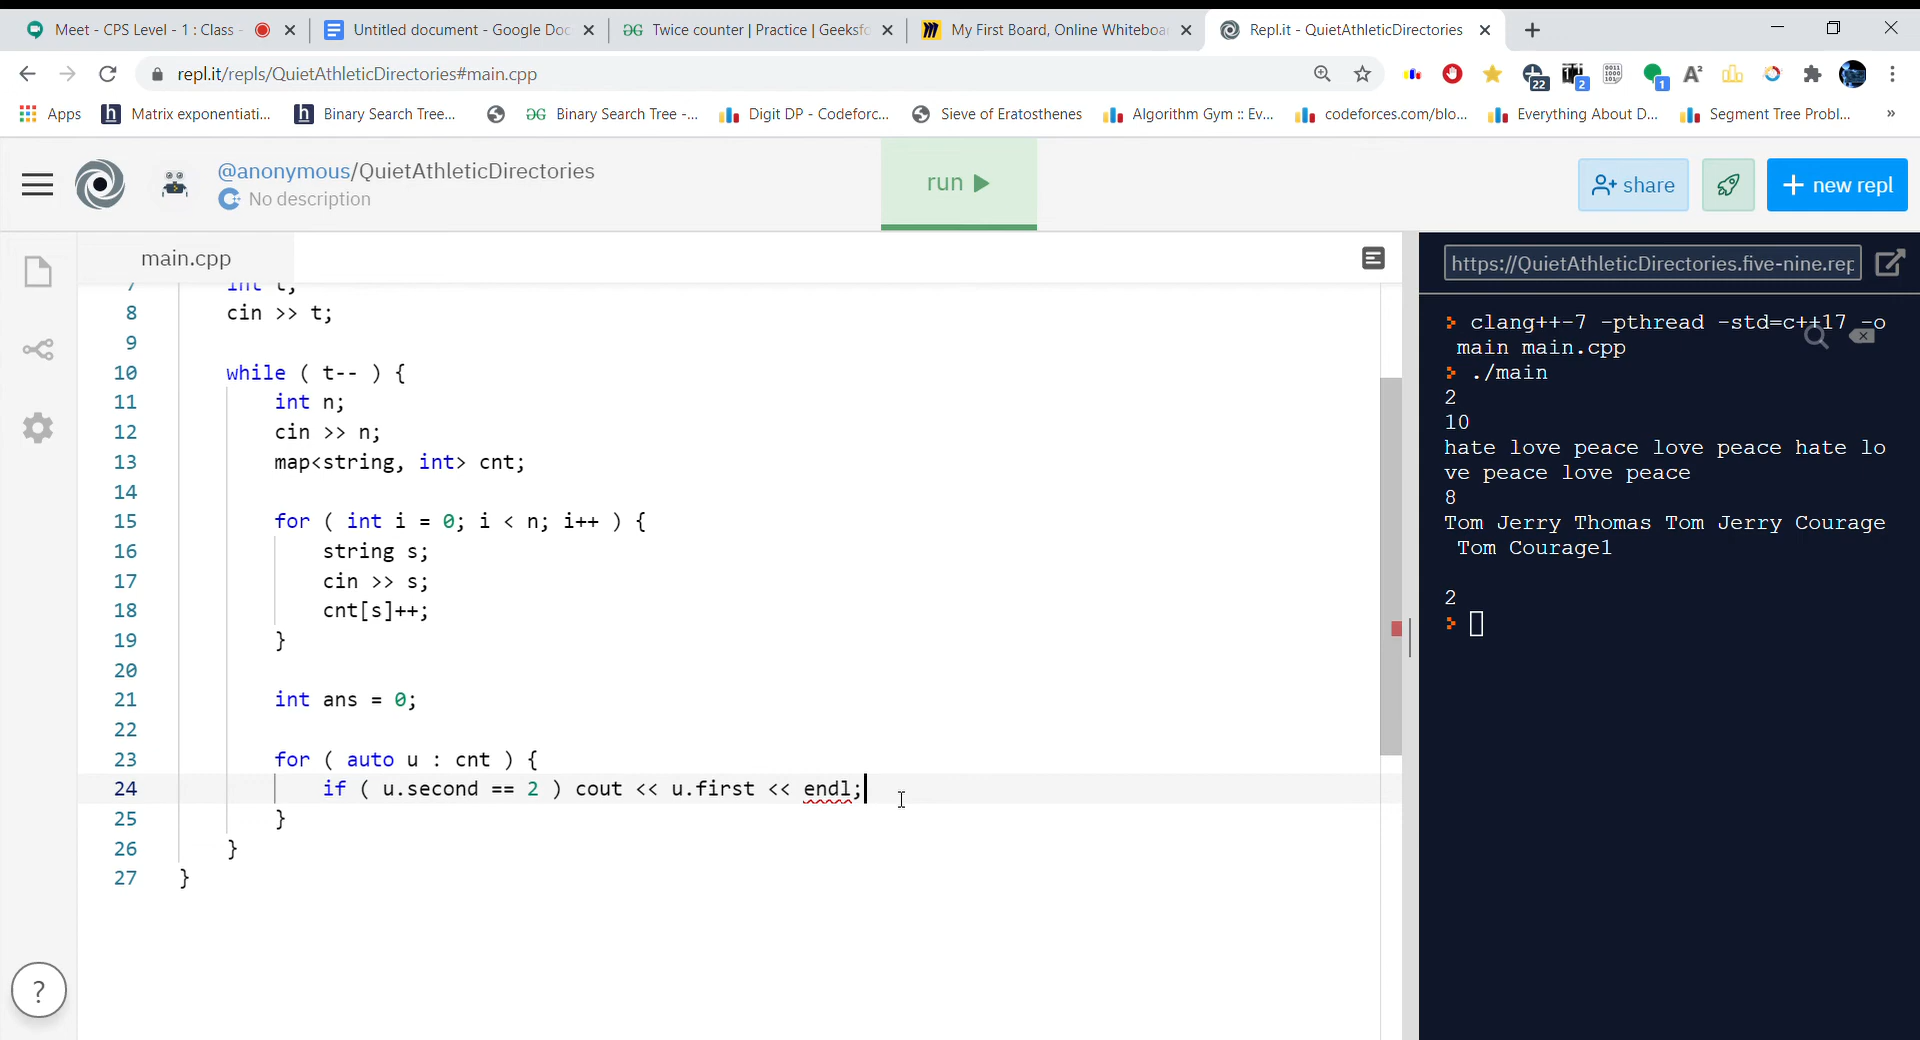 Meet - CPS Level - 1 : Class -
Untitled document - Google Doc
Twice counter | Practice | Geeksfo
My First Board, Online Whiteboa
Repl.it - QuietAthleticDirectories
repl.it/repls/QuietAthleticDirectories#main.cpp
22
2
1
Apps
Matrix exponentiati...
Binary Search Tree...
Binary Search Tree -...
Digit DP - Codeforc...
Sieve of Eratosthenes
Algorithm Gym :: Ev...
codeforces.com/blo...
Everything About D...
Segment Tree Probl...
»
@anonymous/QuietAthleticDirectories
No description
run
share
+ new repl
main.cpp
7 int t;
8 cin >> t;
9
10 while ( t-- ) {
11 int n;
12 cin >> n;
13 map<string, int> cnt;
14
15 for ( int i = 0; i < n; i++ ) {
16 string s;
17 cin >> s;
18 cnt[s]++;
19 }
20
21 int ans = 0;
22
23 for ( auto u : cnt ) {
24 if ( u.second == 2 ) cout << u.first << endl;
25 }
26 }
27 }
?
https://QuietAthleticDirectories.five-nine.rep
clang++-7 -pthread -std=c++17 -o
main main.cpp
./main
2
10
hate love peace love peace hate lo
ve peace love peace
8
Tom Jerry Thomas Tom Jerry Courage
Tom Courage1
2